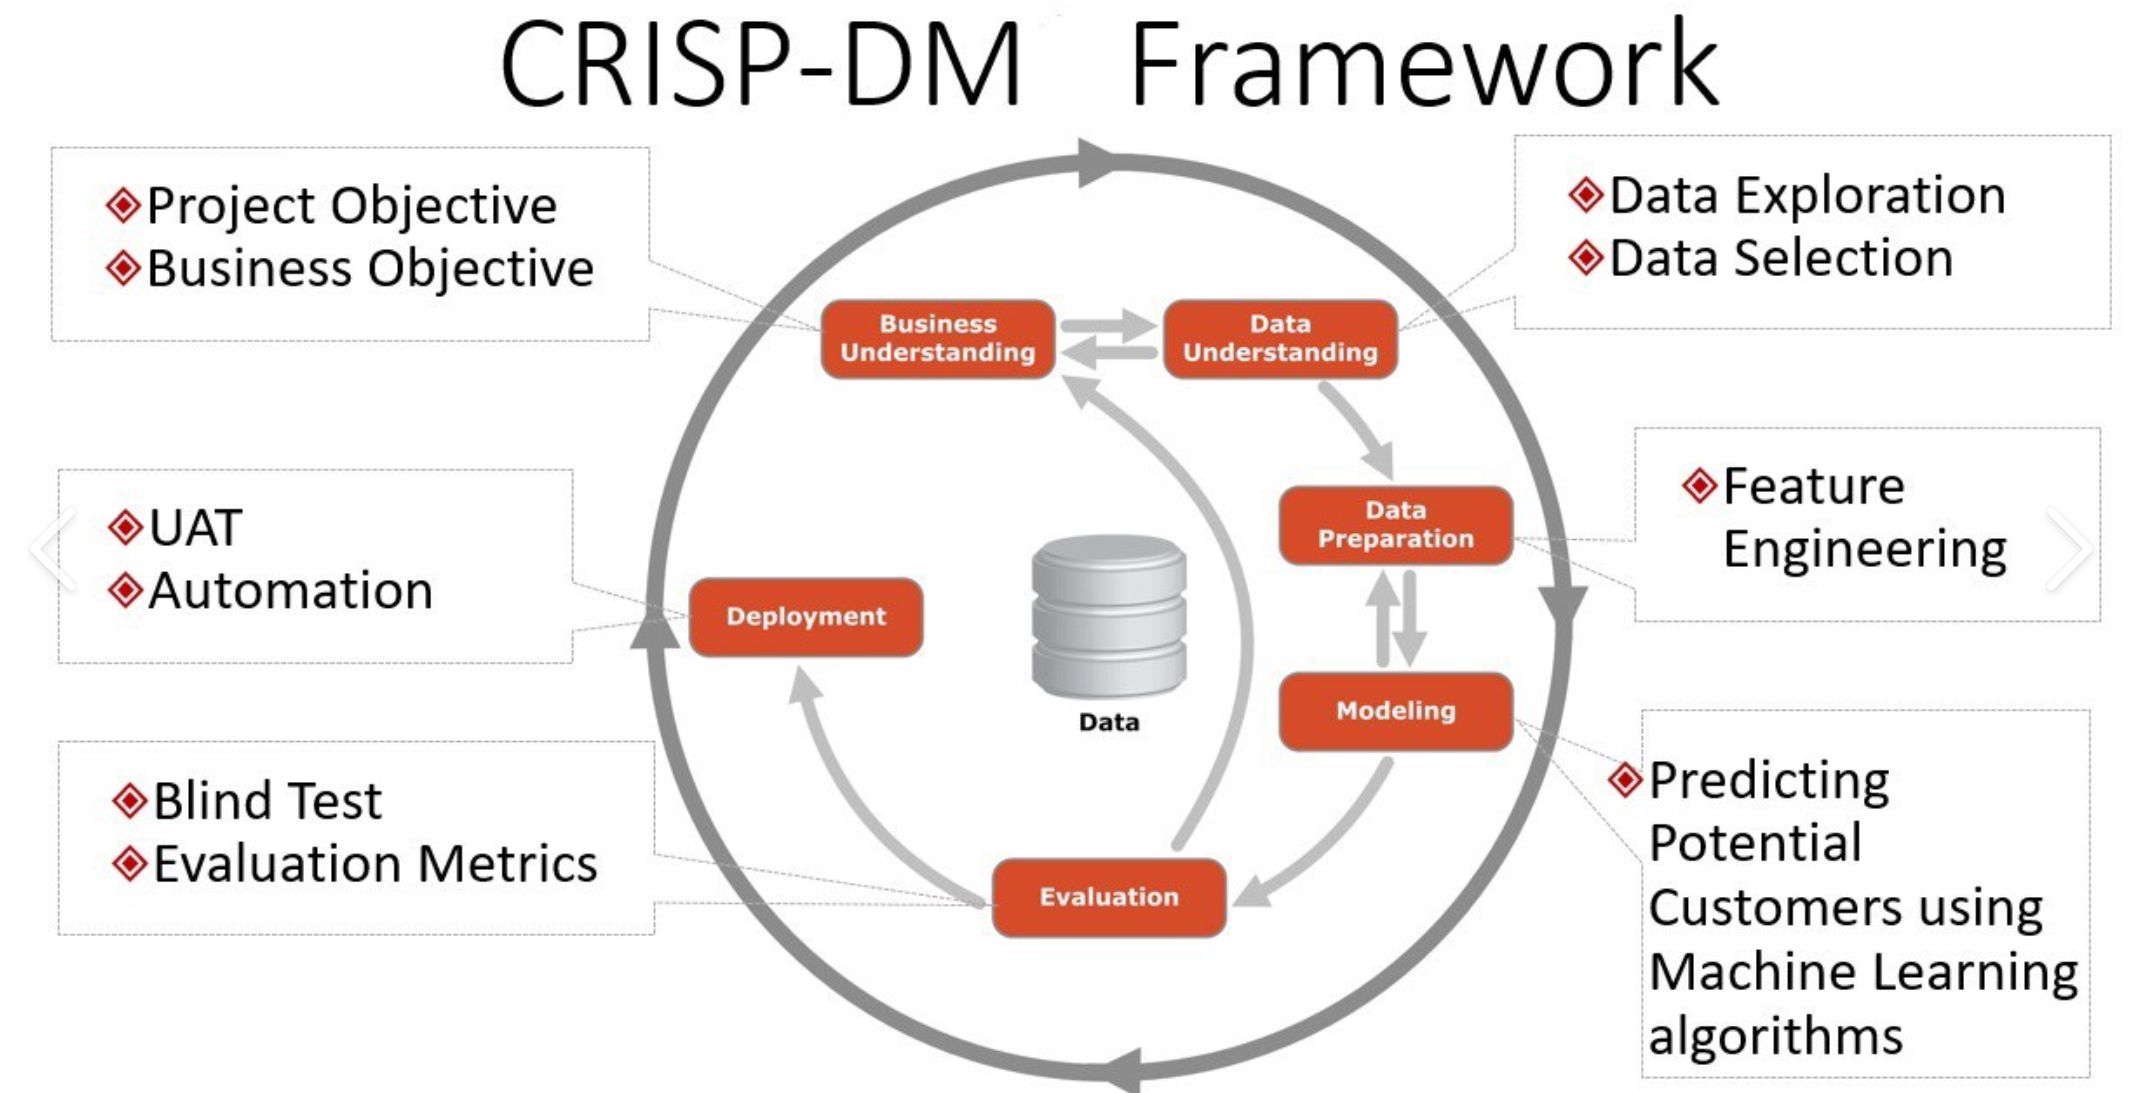 CRISP-DM Framework
Project Objective
Business Objective
Data Exploration
Data Selection
Business
Understanding
Data
Understanding
Feature
Engineering
Data
Preparation
UAT
Automation
Deployment
Data
Modeling
Predicting
Potential
Customers using
Machine Learning
algorithms
Blind Test
Evaluation Metrics
Evaluation